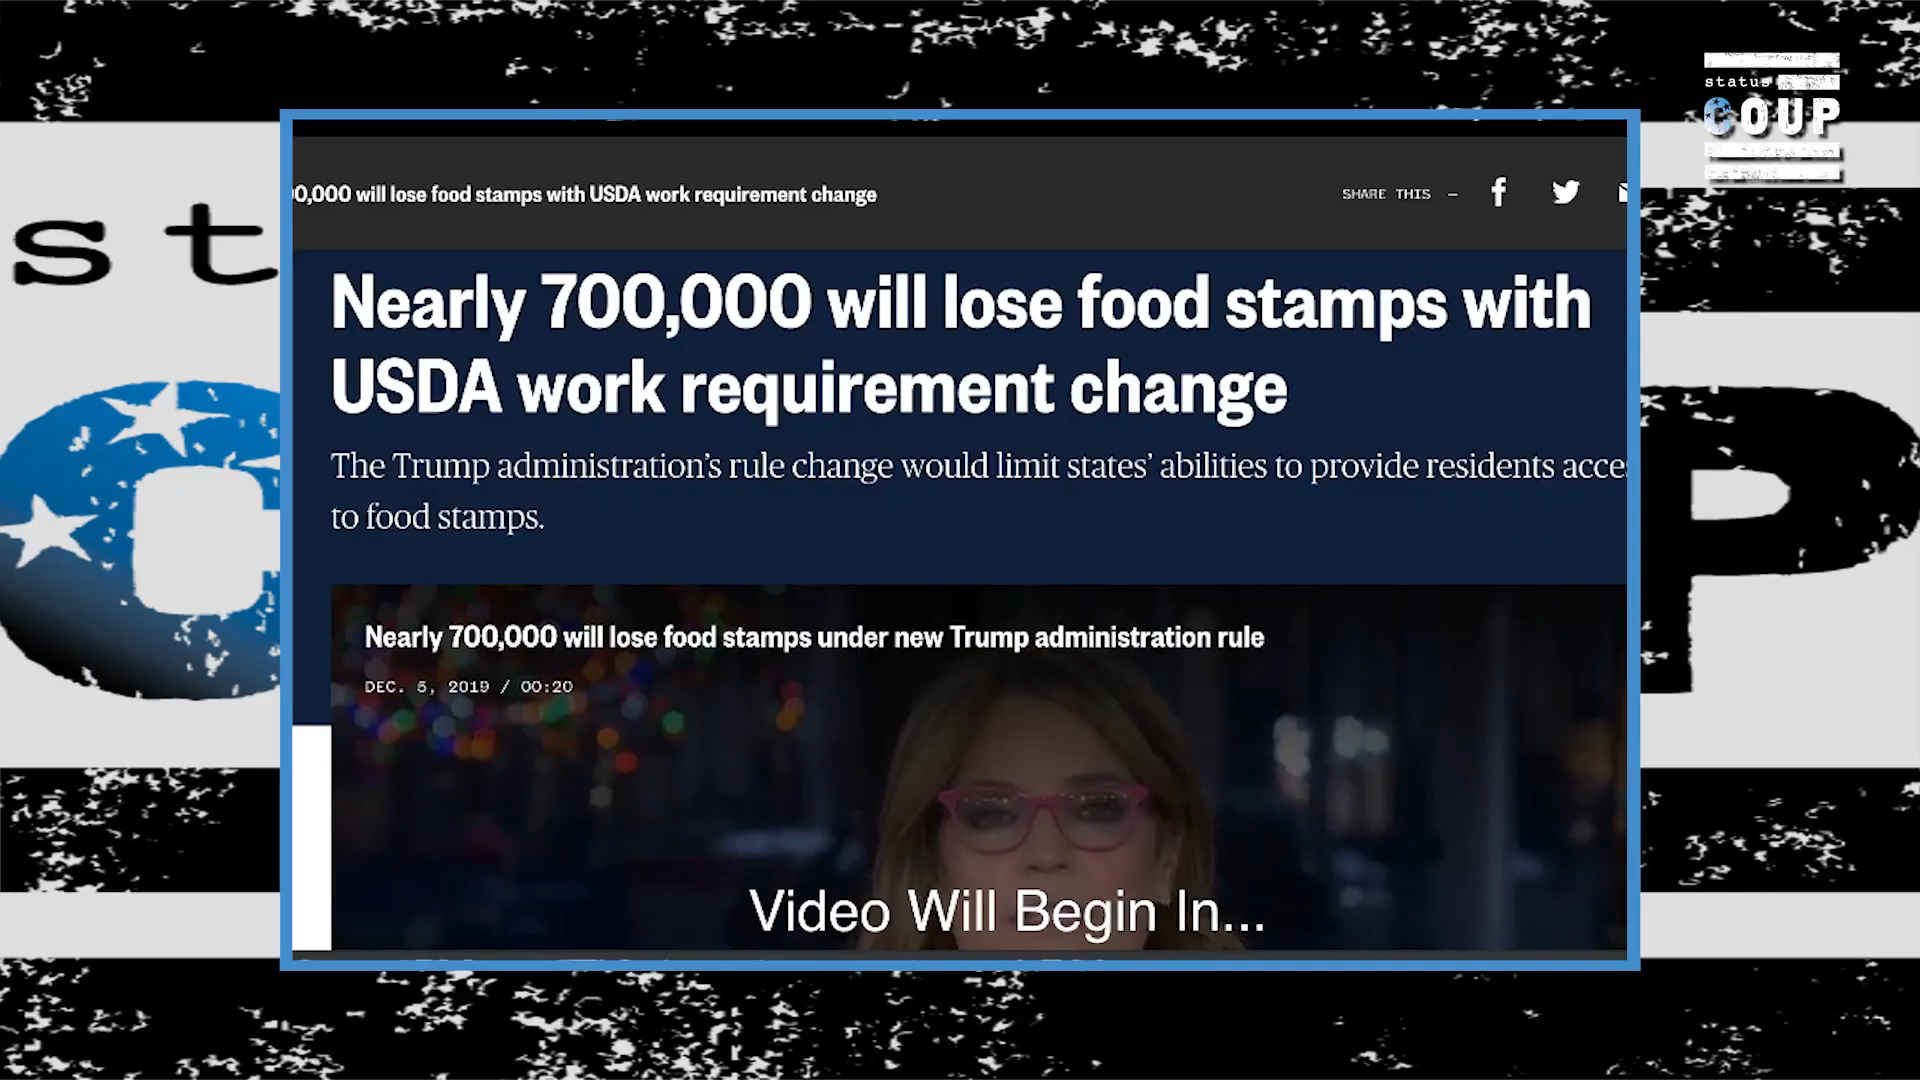 status
COUP
00,000 will lose food stamps with USDA work requirement change
SHARE THIS –
Nearly 700,000 will lose food stamps with
USDA work requirement change
The Trump administration's rule change would limit states' abilities to provide residents
to food stamps.
Nearly 700,000 will lose food stamps under new Trump administration rule
DEC. 5, 2019 / 00:20
Video Will Begin In...
st
C
P